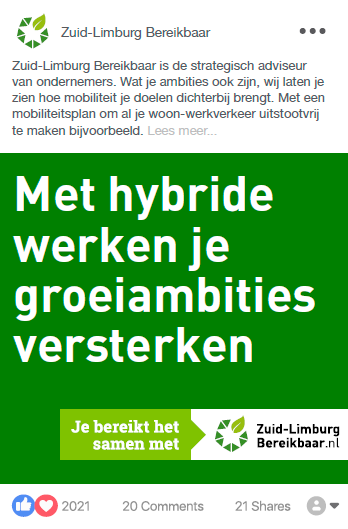 Zuid-Limburg Bereikbaar
Zuid-Limburg Bereikbaar is de strategisch adviseur
van ondernemers. Wat je ambities ook zijn, wij laten je
zien hoe mobiliteit je doelen dichterbij brengt. Met een
mobiliteitsplan om al je woon-werkverkeer uitstootvrij
te maken bijvoorbeeld. Lees meer...
Met hybride
werken je
groeiambities
versterken
Je bereikt het
samen met
Zuid-Limburg
Bereikbaar.nl
2021 20 Comments 21 Shares